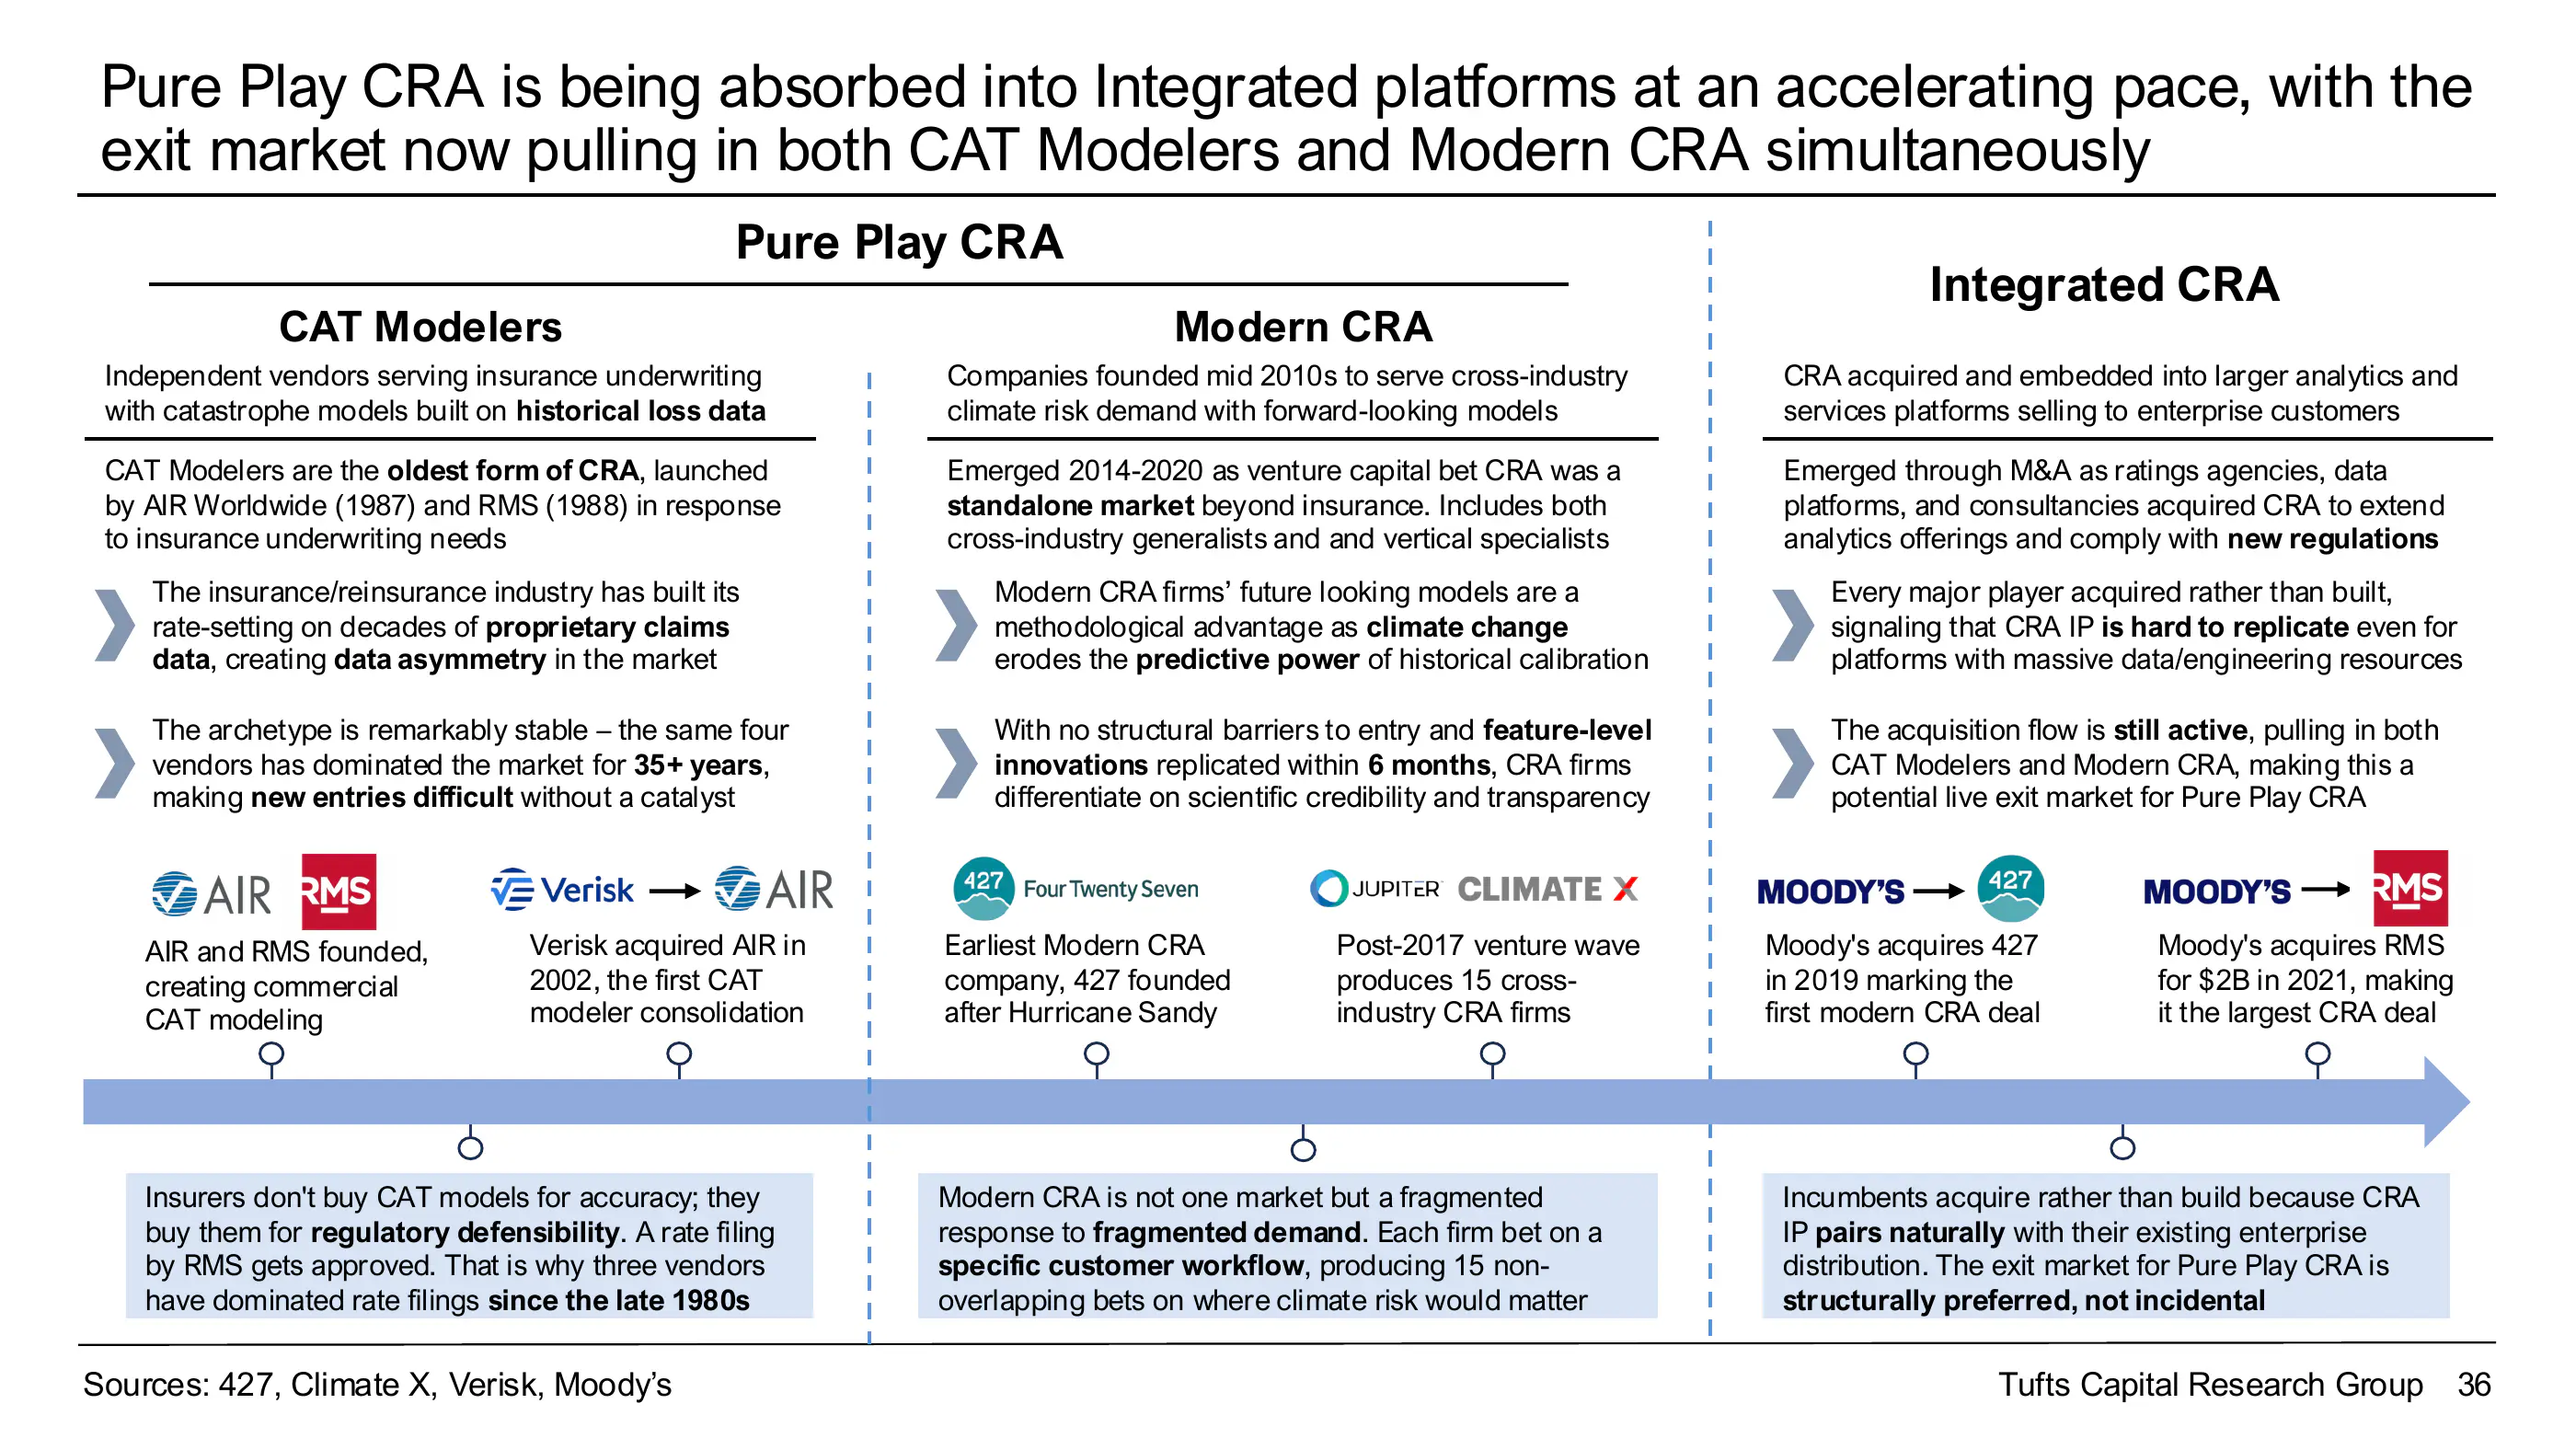 Pure Play CRA is being absorbed into Integrated platforms at an accelerating pace, with the
exit market now pulling in both CAT Modelers and Modern CRA simultaneously
Pure Play CRA
CAT Modelers
Independent vendors serving insurance underwriting
with catastrophe models built on historical loss data
CAT Modelers are the oldest form of CRA, launched
by AIR Worldwide (1987) and RMS (1988) in response
to insurance underwriting needs
The insurance/reinsurance industry has built its
rate-setting on decades of proprietary claims
data, creating data asymmetry in the market
The archetype is remarkably stable – the same four
vendors has dominated the market for 35+ years,
making new entries difficult without a catalyst
AIR
RMS
AIR and RMS founded,
creating commercial
CAT modeling
Verisk
AIR
Verisk acquired AIR in
2002, the first CAT
modeler consolidation
Insurers don't buy CAT models for accuracy; they
buy them for regulatory defensibility. A rate filing
by RMS gets approved. That is why three vendors
have dominated rate filings since the late 1980s
Modern CRA
Companies founded mid 2010s to serve cross-industry
climate risk demand with forward-looking models
Emerged 2014-2020 as venture capital bet CRA was a
standalone market beyond insurance. Includes both
cross-industry generalists and and vertical specialists
Modern CRA firms’ future looking models are a
methodological advantage as climate change
erodes the predictive power of historical calibration
With no structural barriers to entry and feature-level
innovations replicated within 6 months, CRA firms
differentiate on scientific credibility and transparency
427 Four Twenty Seven
Earliest Modern CRA
company, 427 founded
after Hurricane Sandy
JUPITER CLIMATE X
Post-2017 venture wave
produces 15 cross-
industry CRA firms
Modern CRA is not one market but a fragmented
response to fragmented demand. Each firm bet on a
specific customer workflow, producing 15 non-
overlapping bets on where climate risk would matter
Integrated CRA
CRA acquired and embedded into larger analytics and
services platforms selling to enterprise customers
Emerged through M&A as ratings agencies, data
platforms, and consultancies acquired CRA to extend
analytics offerings and comply with new regulations
Every major player acquired rather than built,
signaling that CRA IP is hard to replicate even for
platforms with massive data/engineering resources
The acquisition flow is still active, pulling in both
CAT Modelers and Modern CRA, making this a
potential live exit market for Pure Play CRA
MOODY’S
427
Moody's acquires 427
in 2019 marking the
first modern CRA deal
MOODY’S
RMS
Moody's acquires RMS
for $2B in 2021, making
it the largest CRA deal
Incumbents acquire rather than build because CRA
IP pairs naturally with their existing enterprise
distribution. The exit market for Pure Play CRA is
structurally preferred, not incidental
Sources: 427, Climate X, Verisk, Moody’s
Tufts Capital Research Group 36